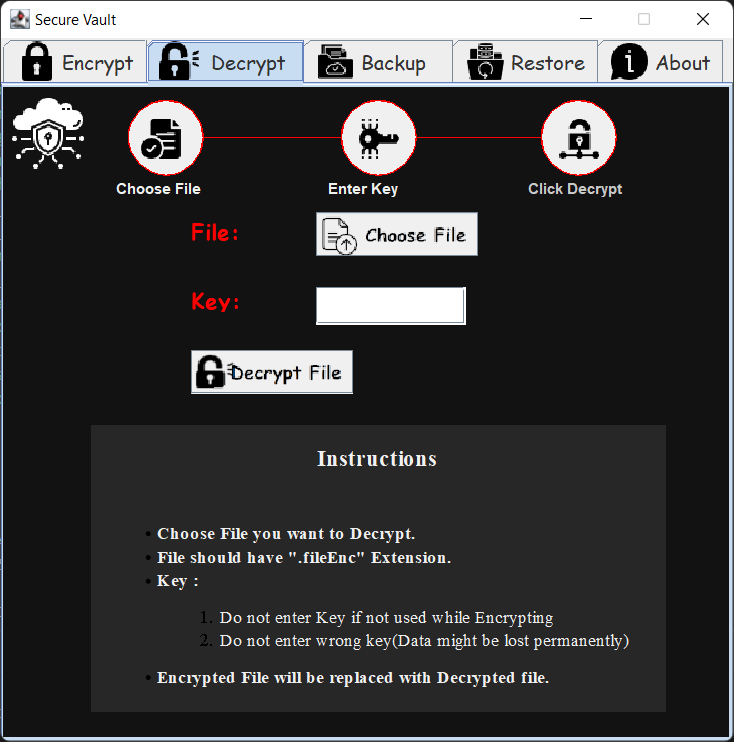 Secure Vault
Encrypt Decrypt Backup Restore About
Choose File Enter Key Click Decrypt
File: Choose File
Key:
Decrypt File
Instructions
• Choose File you want to Decrypt.
• File should have ".fileEnc" Extension.
• Key :
1. Do not enter Key if not used while Encrypting
2. Do not enter wrong key(Data might be lost permanently)
• Encrypted File will be replaced with Decrypted file.